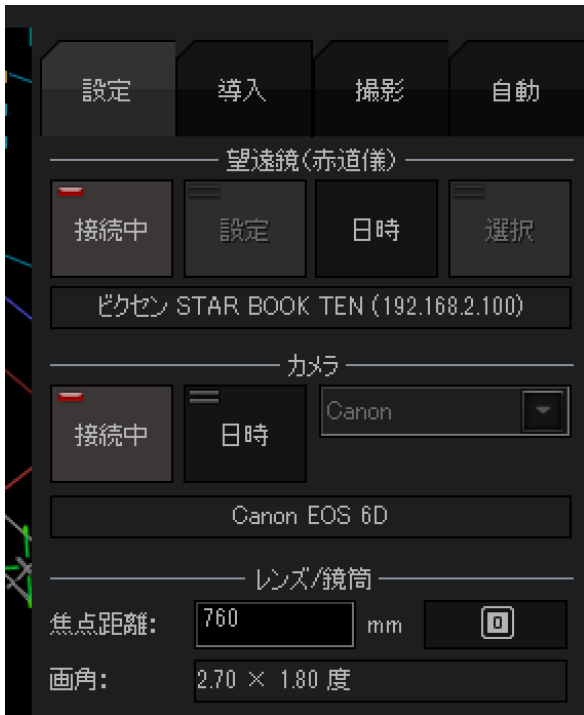 設定 導入 撮影 自動
望遠鏡(赤道儀)
接続中 設定 日時 選択
ビクセン STAR BOOK TEN (192.168.2.100)
カメラ
接続中 日時 Canon
Canon EOS 6D
レンズ/鏡筒
焦点距離: 760 mm
画角: 2.70 × 1.80 度